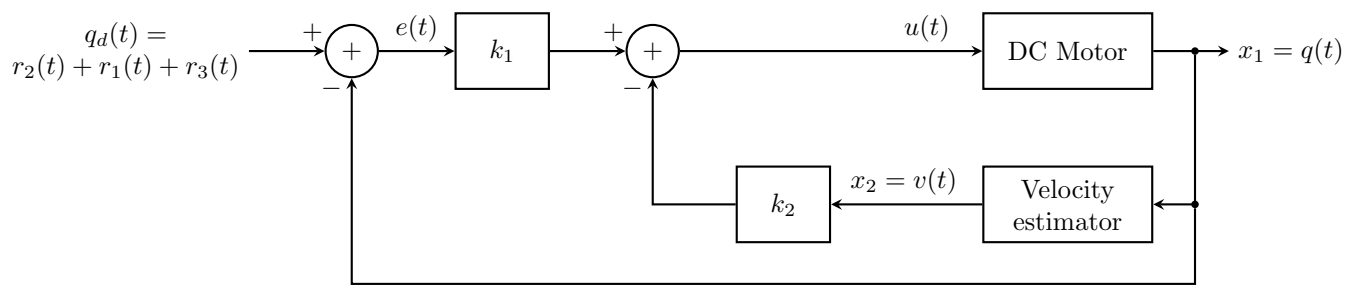 q_d(t) =
r_2(t) + r_1(t) + r_3(t)
+
+
−
e(t)
k_1
+
+
−
u(t)
DC Motor
x_1 = q(t)
k_2
x_2 = v(t)
Velocity
estimator